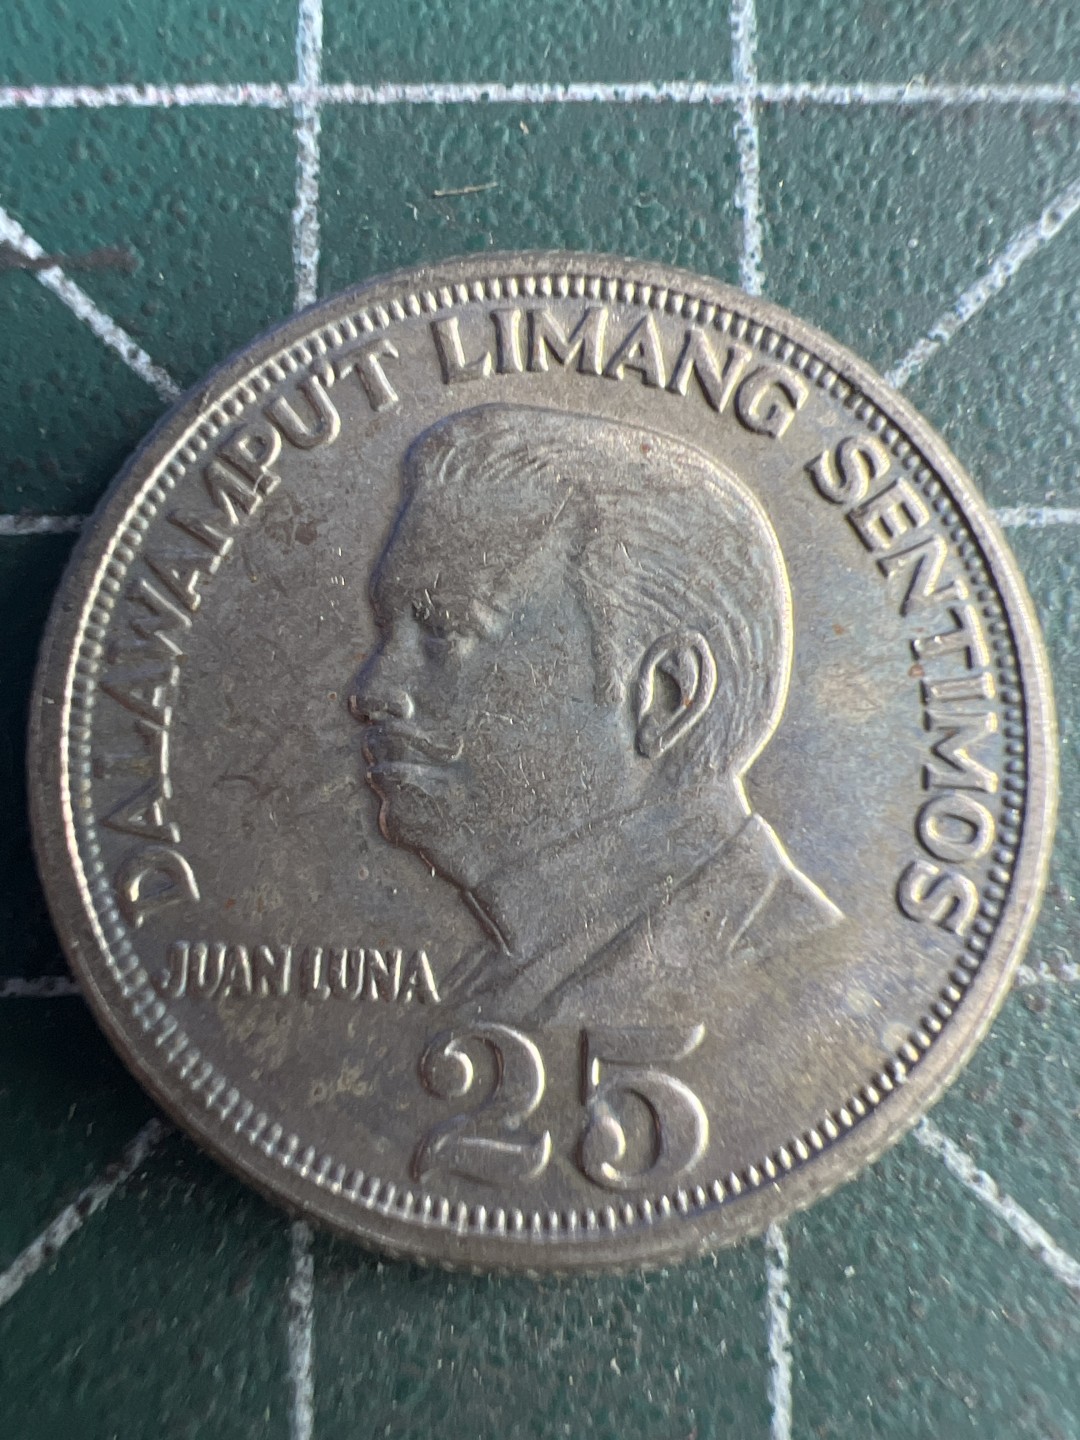 DALAWAMPU'T LIMANG SENTIMOS
JUAN LUNA
25